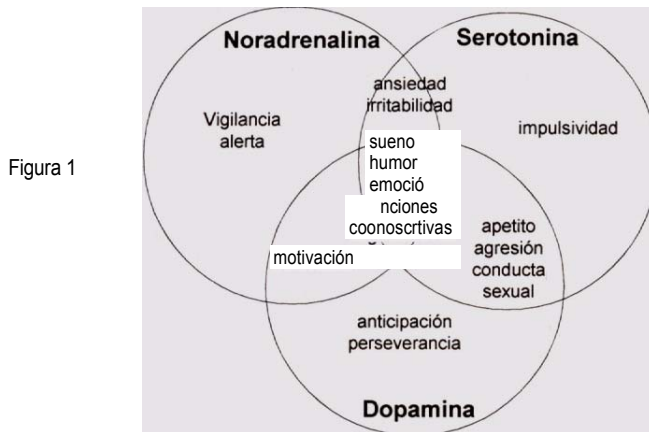 Noradrenalina
Serotonina
ansiedad
irritabilidad
Vigilancia
alerta
impulsividad
Figura 1
sueno
humor
emoció
nciones
coonoscrtivas
motivación
apetito
agresión
conducta
sexual
anticipación
perseverancia
Dopamina